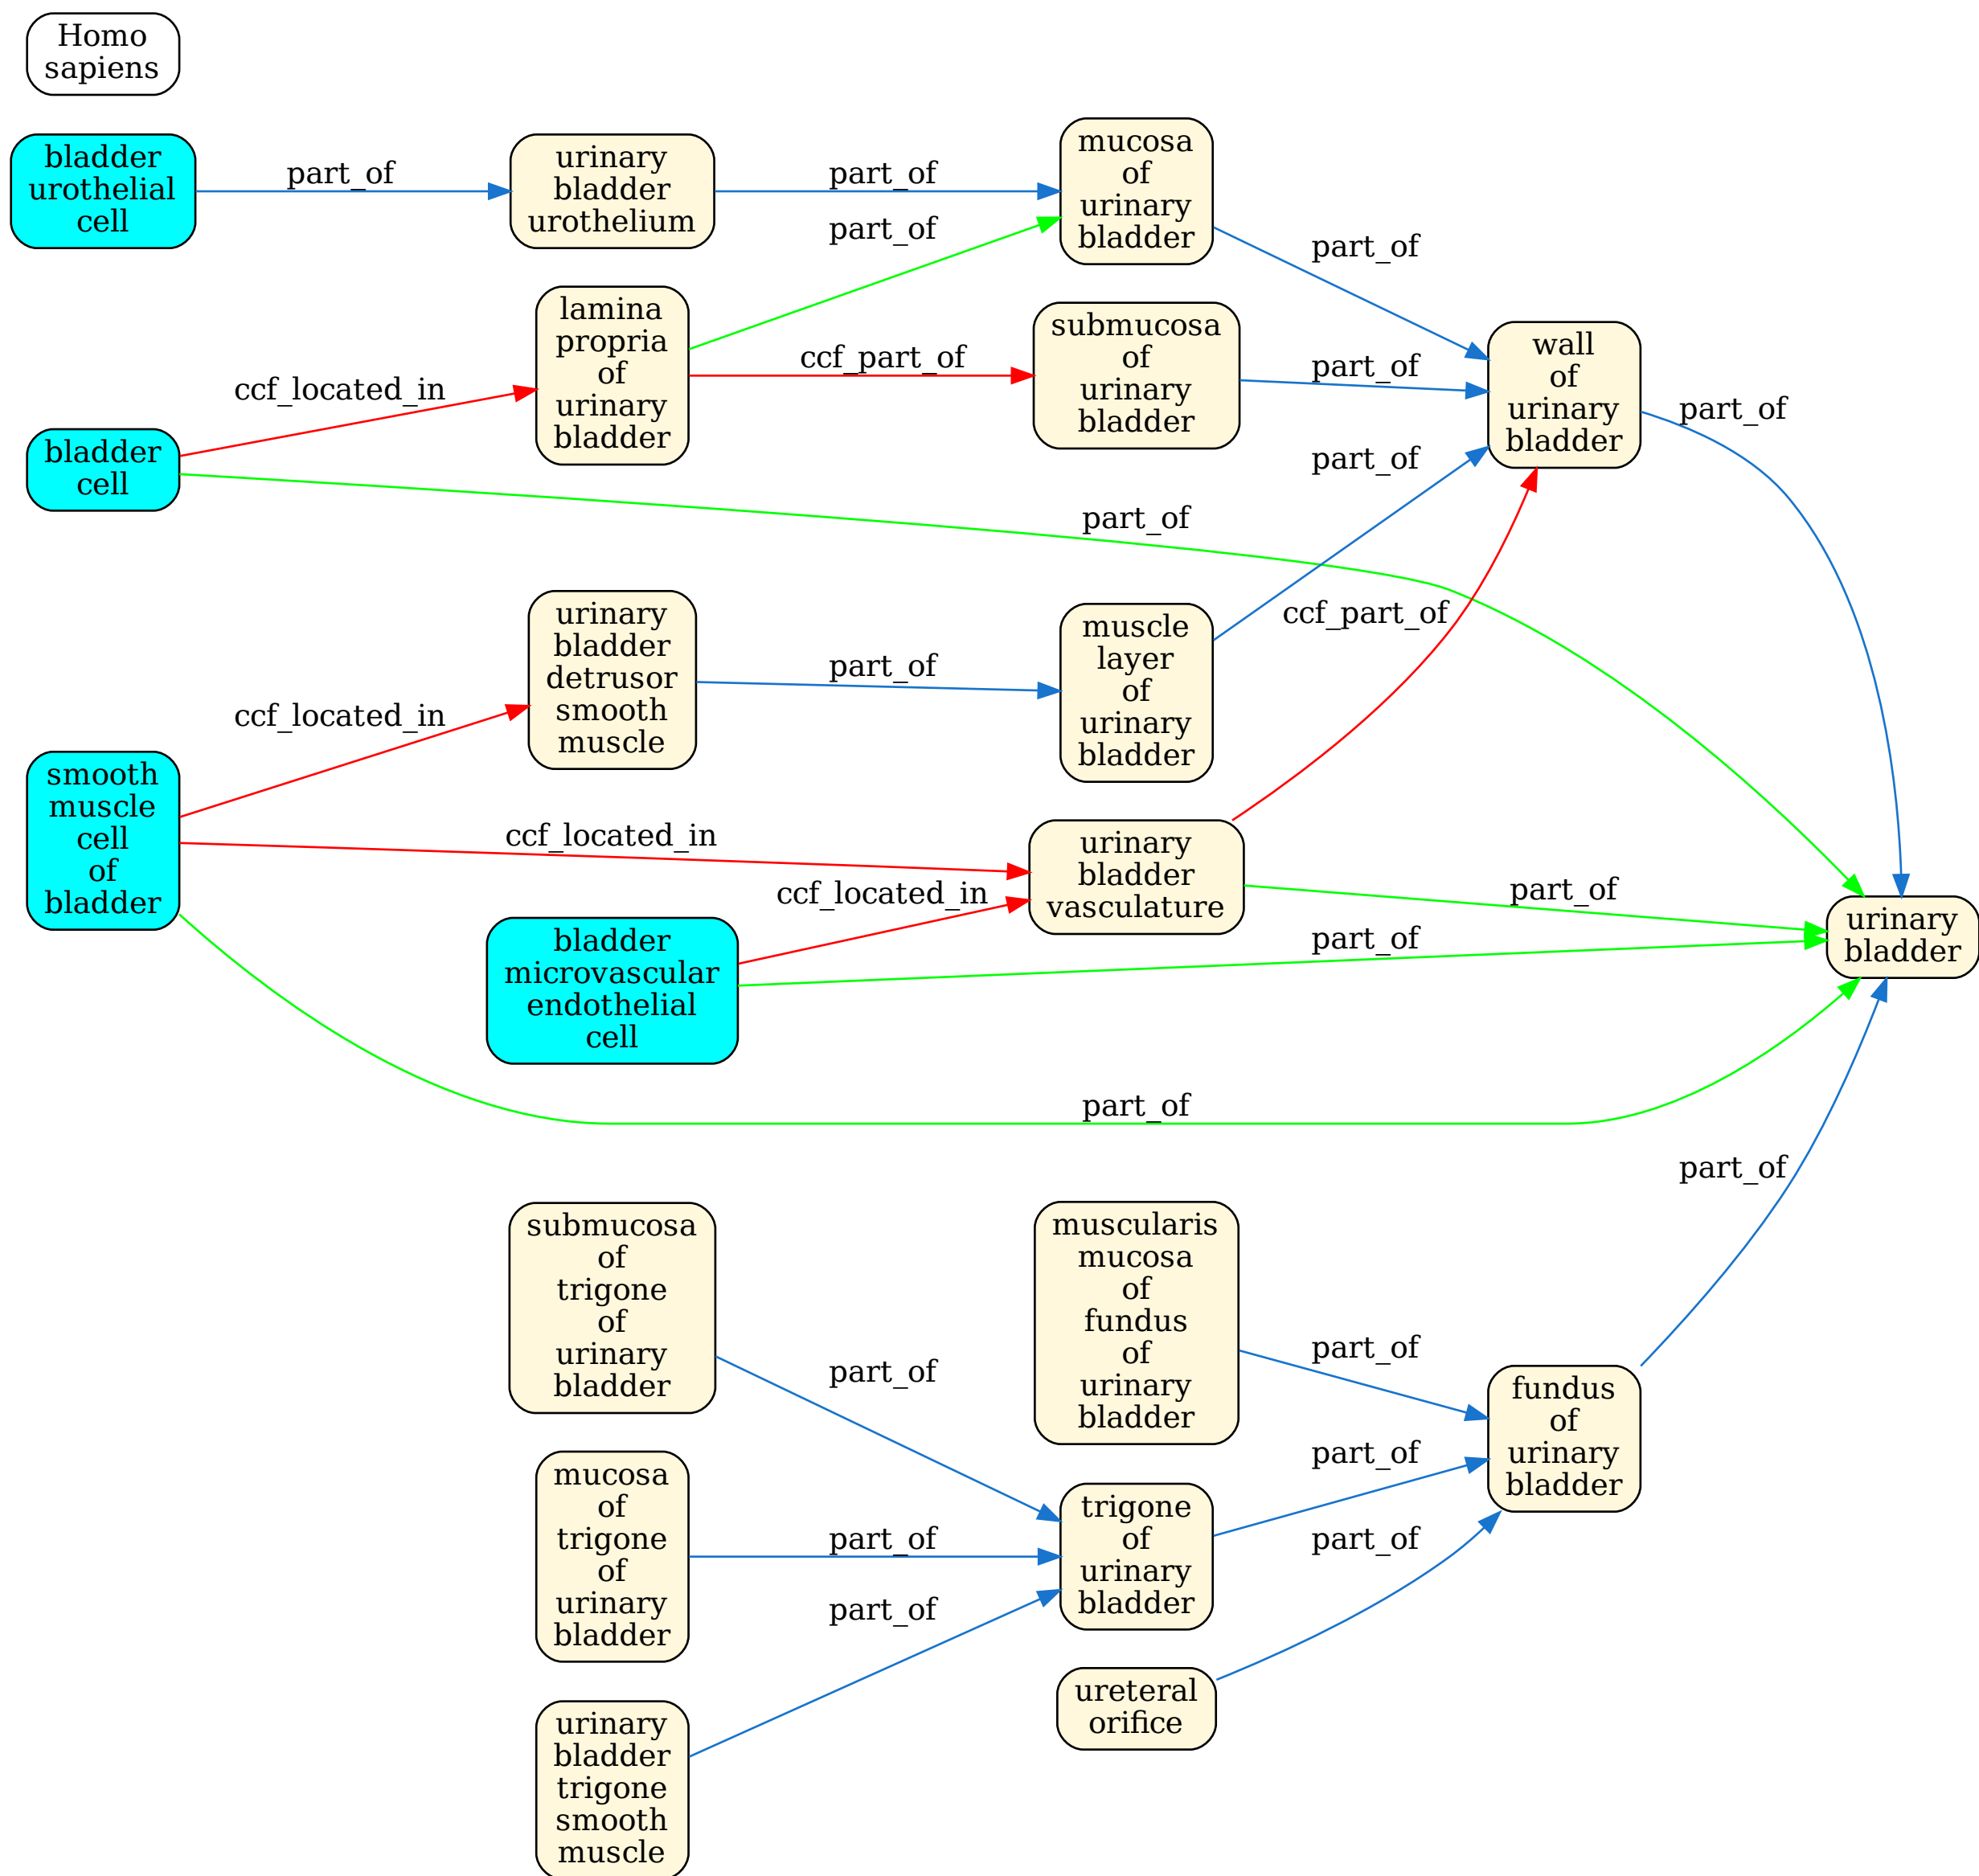 Homo
sapiens
bladder
urothelial
cell
part_of
urinary
bladder
urothelium
part_of
mucosa
of
urinary
bladder
part_of
part_of
lamina
propria
of
urinary
bladder
ccf_part_of
submucosa
of
urinary
bladder
part_of
wall
of
urinary
bladder
part_of
bladder
cell
ccf_located_in
part_of
part_of
urinary
bladder
detrusor
smooth
muscle
part_of
muscle
layer
of
urinary
bladder
ccf_part_of
smooth
muscle
cell
of
bladder
ccf_located_in
ccf_located_in
part_of
urinary
bladder
vasculature
part_of
bladder
microvascular
endothelial
cell
ccf_located_in
part_of
urinary
bladder
part_of
submucosa
of
trigone
of
urinary
bladder
part_of
muscularis
mucosa
of
fundus
of
urinary
bladder
part_of
fundus
of
urinary
bladder
mucosa
of
trigone
of
urinary
bladder
part_of
trigone
of
urinary
bladder
part_of
urinary
bladder
trigone
smooth
muscle
part_of
ureteral
orifice
part_of